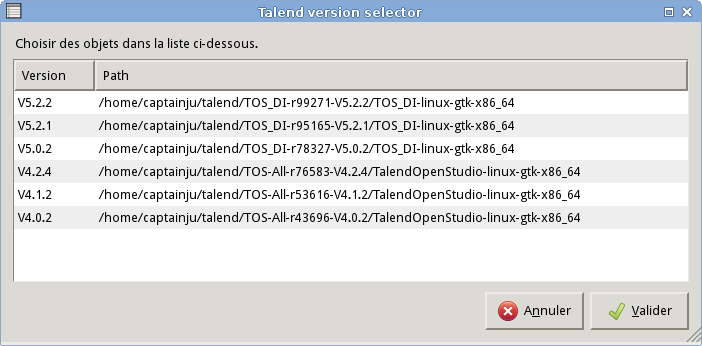 Talend version selector
Choisir des objets dans la liste ci-dessous.
Version Path
V5.2.2 /home/captainju/talend/TOS_DI-r99271-V5.2.2/TOS_DI-linux-gtk-x86_64
V5.2.1 /home/captainju/talend/TOS_DI-r95165-V5.2.1/TOS_DI-linux-gtk-x86_64
V5.0.2 /home/captainju/talend/TOS_DI-r78327-V5.0.2/TOS_DI-linux-gtk-x86_64
V4.2.4 /home/captainju/talend/TOS-All-r76583-V4.2.4/TalendOpenStudio-linux-gtk-x86_64
V4.1.2 /home/captainju/talend/TOS-All-r53616-V4.1.2/TalendOpenStudio-linux-gtk-x86_64
V4.0.2 /home/captainju/talend/TOS-All-r43696-V4.0.2/TalendOpenStudio-linux-gtk-x86_64
Annuler Valider